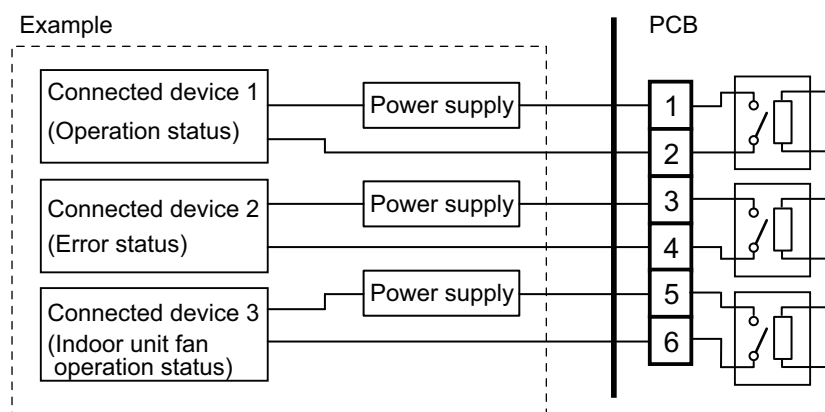 Example
PCB
Connected device 1
(Operation status)
Power supply
1
2
Connected device 2
(Error status)
Power supply
3
4
Connected device 3
(Indoor unit fan
operation status)
Power supply
5
6